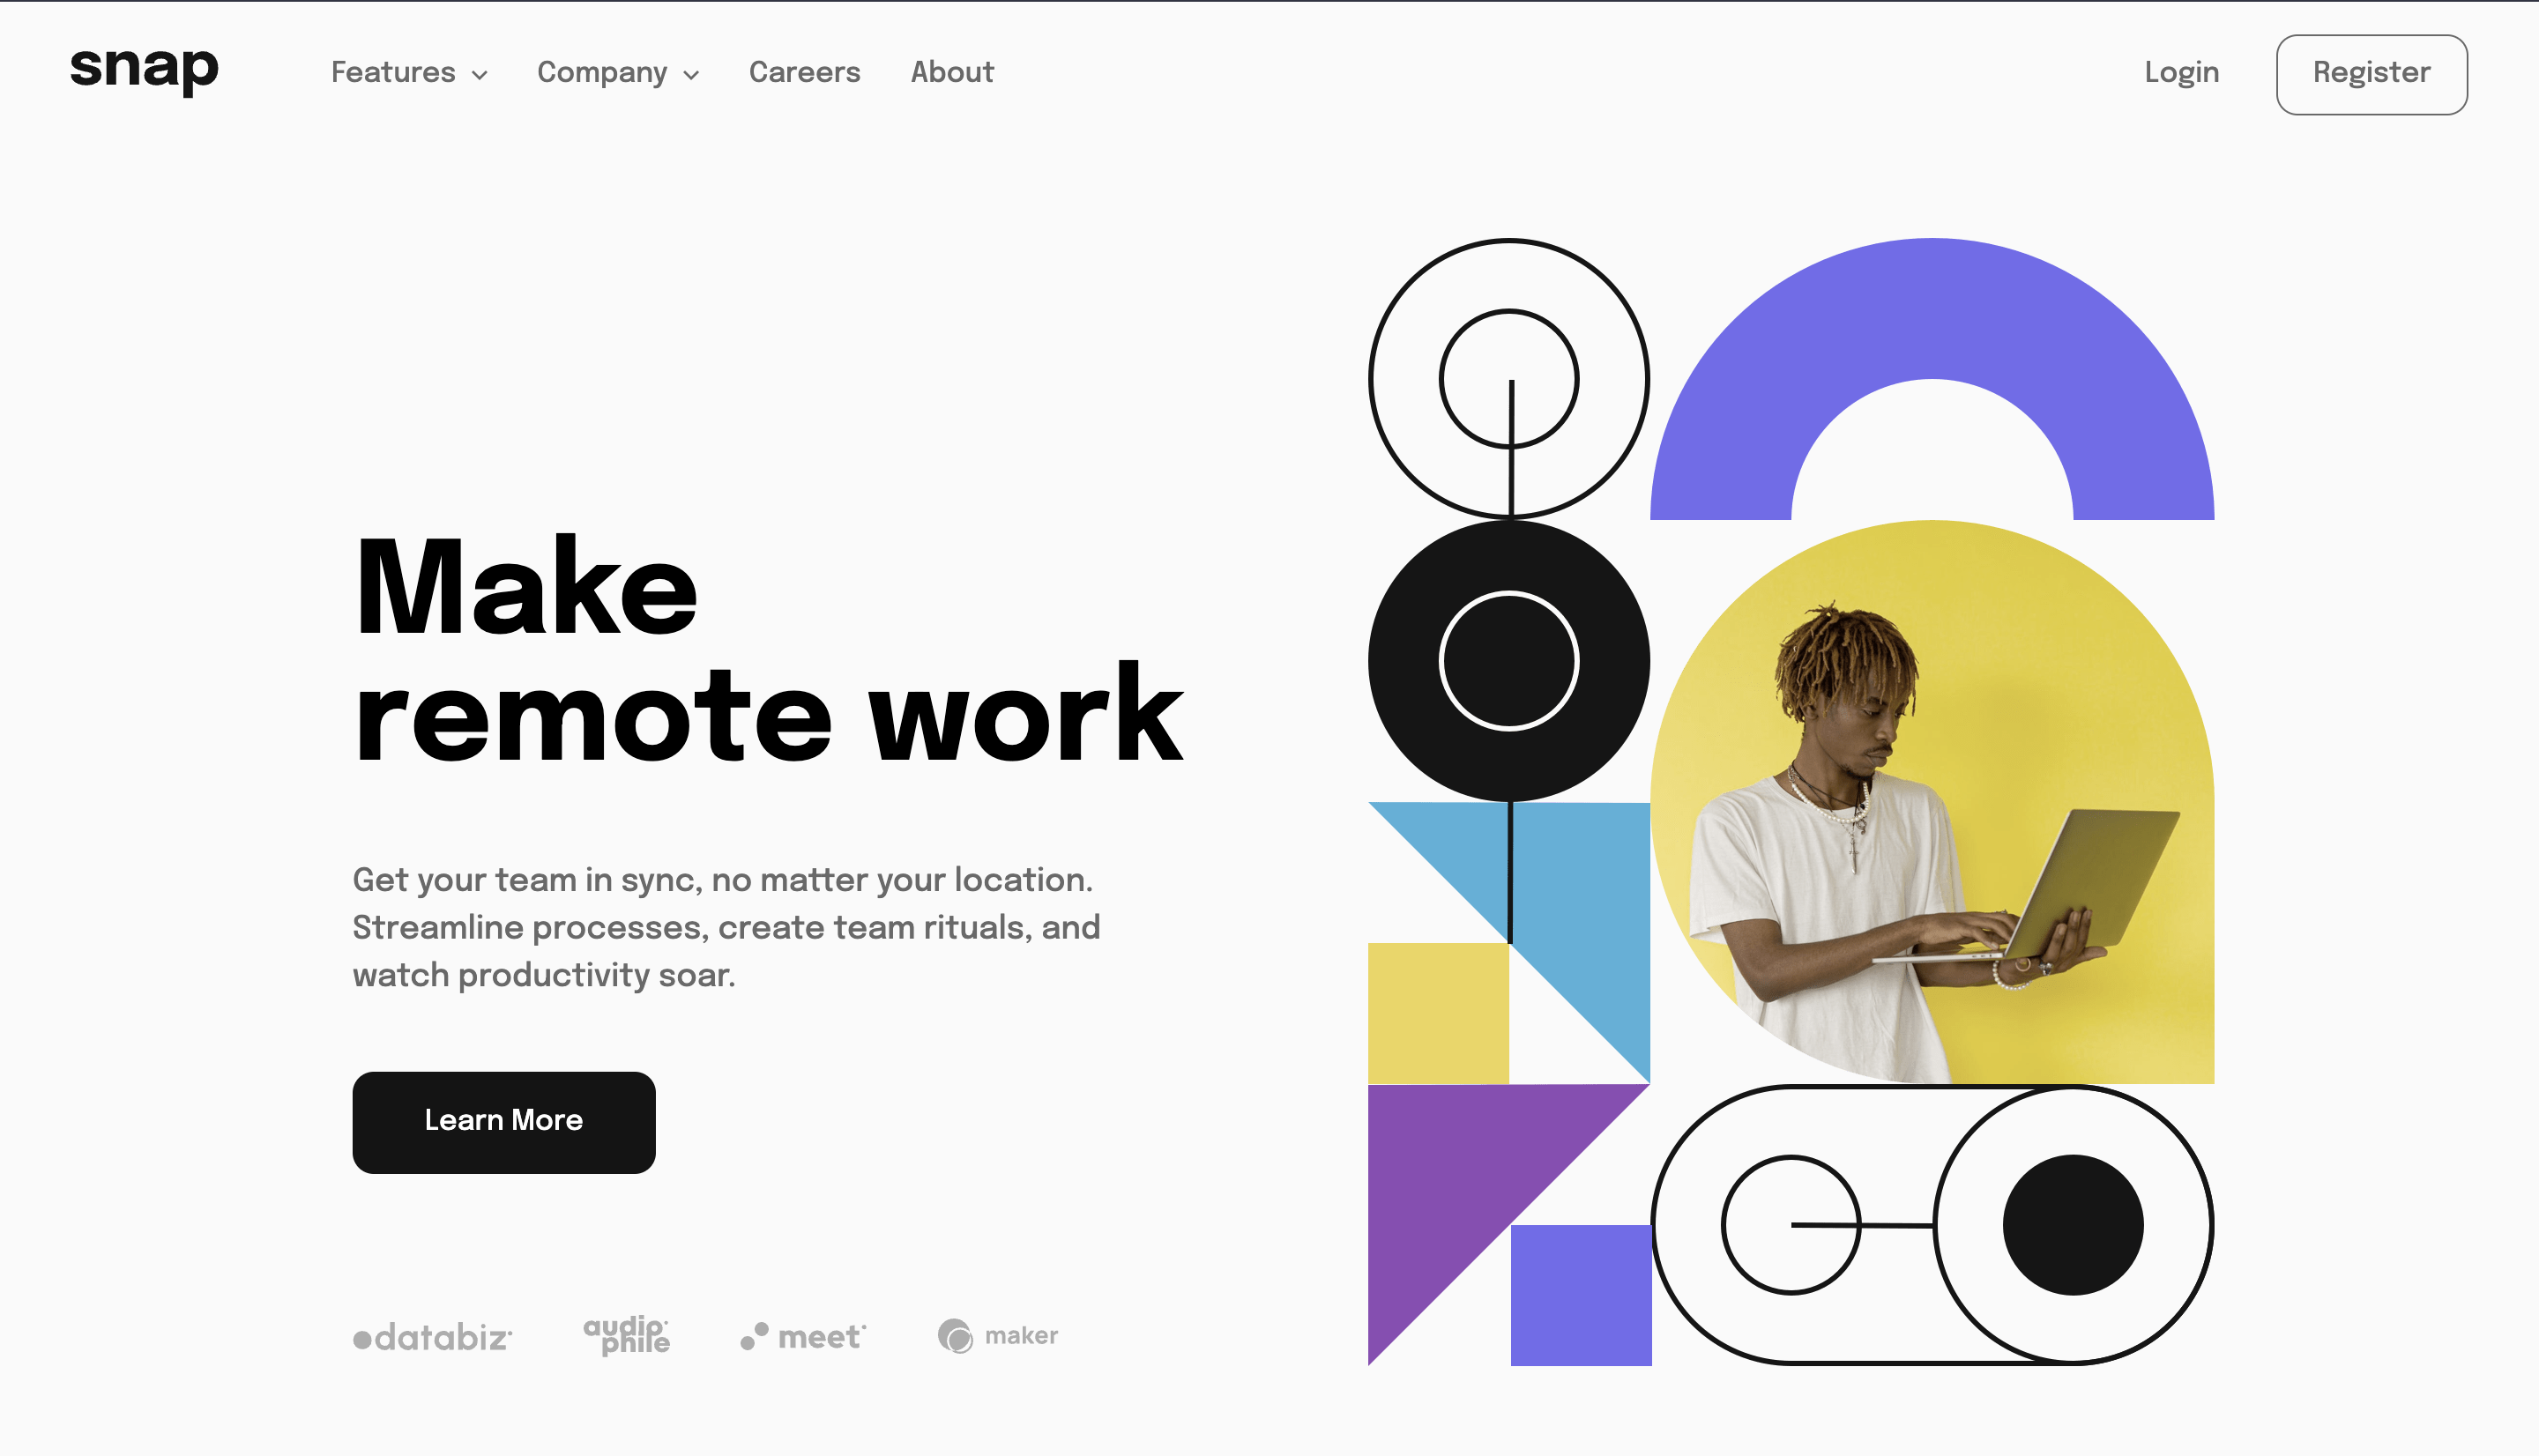 snap
Features
Company
Careers
About
Login
Register
Make
remote work
Get your team in sync, no matter your location.
Streamline processes, create team rituals, and
watch productivity soar.
Learn More
databiz
audio
phile
meet
maker